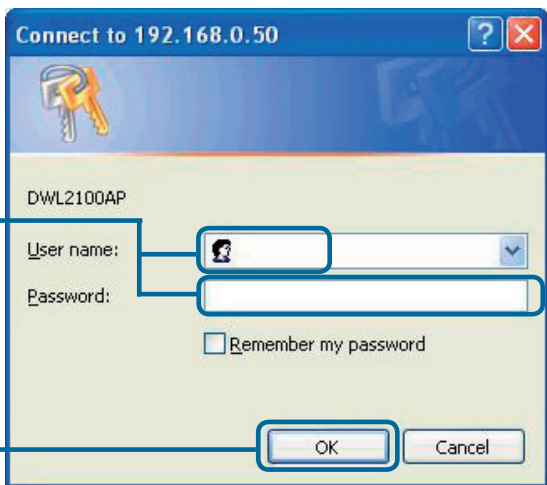 Connect to 192.168.0.50
DWL2100AP
User name:
Password:
Remember my password
OK Cancel